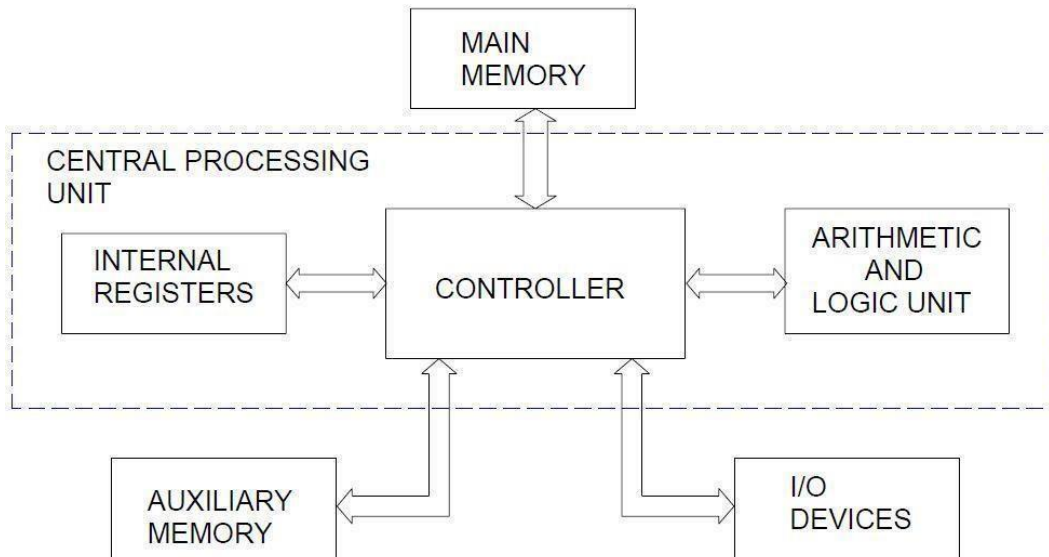 MAIN
MEMORY
CENTRAL PROCESSING
UNIT
INTERNAL
REGISTERS
CONTROLLER
ARITHMETIC
AND
LOGIC UNIT
AUXILIARY
MEMORY
I/O
DEVICES